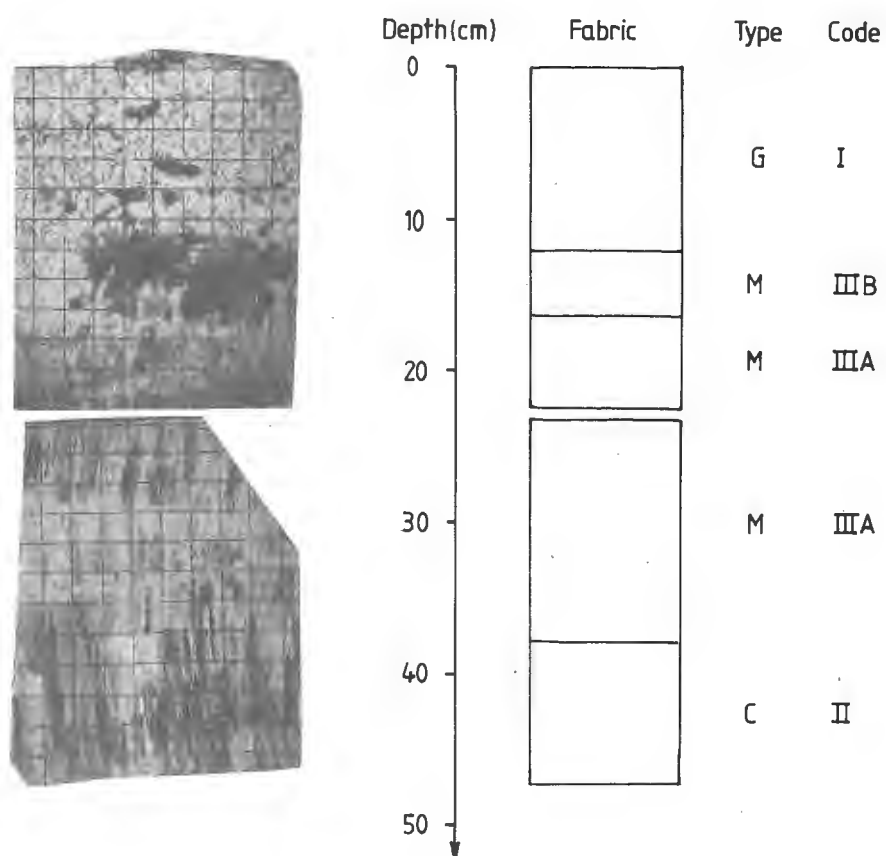 Depth(cm) Fabric Type Code
0
G I
10
M IIIB
20 M IIIA
30 M IIIA
40
C II
50